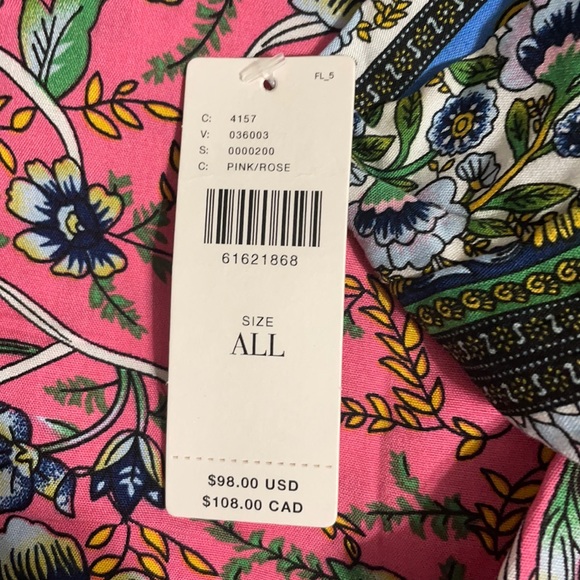 FL_5
C: 4157
V: 036003
S: 0000200
C: PINK/ROSE
61621868
SIZE
ALL
$98.00 USD
$108.00 CAD